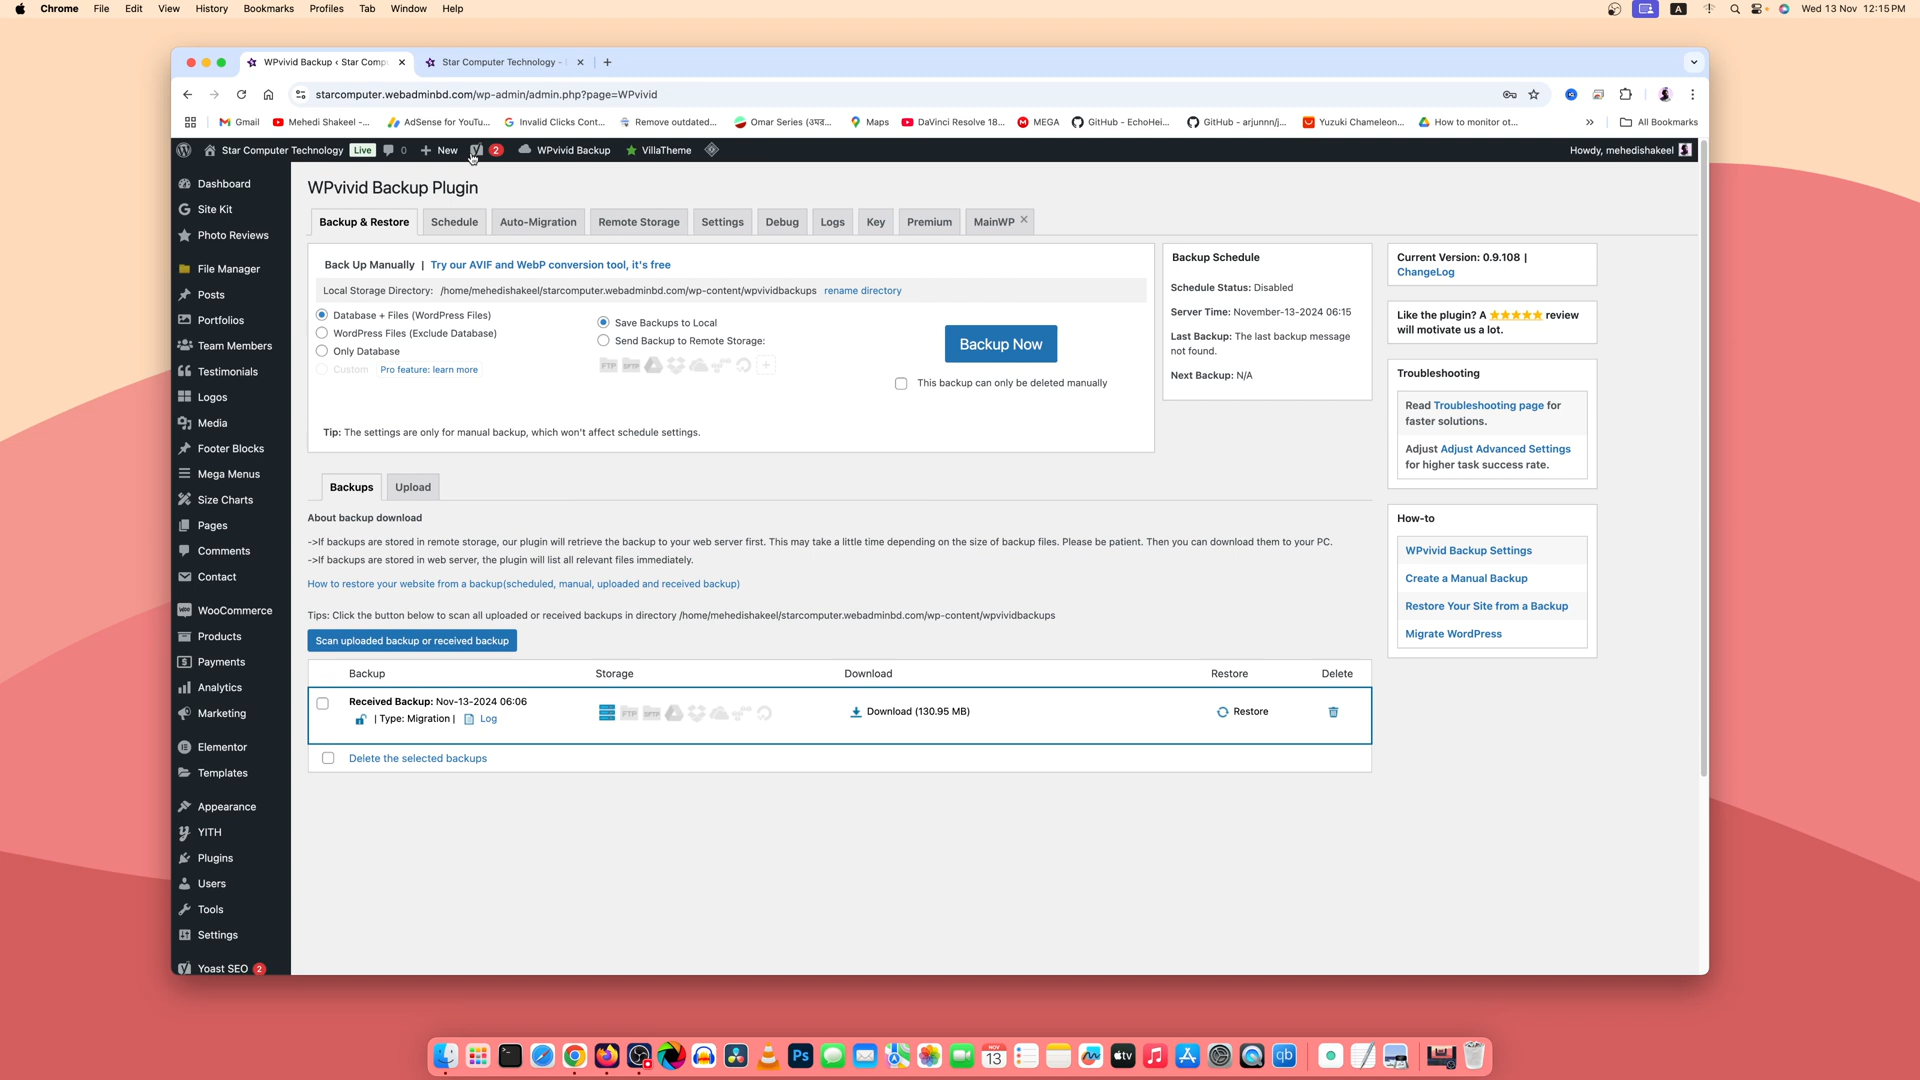 Chrome File Edit View History Bookmarks Profiles Tab Window Help
A Wed 13 Nov 12:15 PM
WPvivid Backup ‹ Star Comp
Star Computer Technology -
starcomputer.webadminbd.com/wp-admin/admin.php?page=WPvivid
Gmail Mehedi Shakeel -... AdSense for YouTu... Invalid Clicks Cont... Remove outdated... Maps DaVinci Resolve 18... MEGA GitHub - EchoHei... GitHub - arjunnn/j... Yuzuki Chameleon... How to monitor ot... » All Bookmarks
Star Computer Technology Live 0 + New 2 WPvivid Backup VillaTheme
Howdy, mehedishakeel
Dashboard
Site Kit
Photo Reviews
File Manager
Posts
Portfolios
Team Members
Testimonials
Logos
Media
Footer Blocks
Mega Menus
Size Charts
Pages
Comments
Contact
WooCommerce
Products
Payments
Analytics
Marketing
Elementor
Templates
Appearance
YITH
Plugins
Users
Tools
Settings
Yoast SEO 2
WPvivid Backup Plugin
Backup & Restore Schedule Auto-Migration Remote Storage Settings Debug Logs Key Premium MainWP ×
Back Up Manually | Try our AVIF and WebP conversion tool, it's free
Local Storage Directory: /home/mehedishakeel/starcomputer.webadminbd.com/wp-content/wpvividbackups rename directory
Database + Files (WordPress Files)
WordPress Files (Exclude Database)
Only Database
Custom Pro feature: learn more
Save Backups to Local
Send Backup to Remote Storage:
FTP SFTP
Backup Now
This backup can only be deleted manually
Tip: The settings are only for manual backup, which won't affect schedule settings.
Backup Schedule
Schedule Status: Disabled
Server Time: November-13-2024 06:15
Last Backup: The last backup message
not found.
Next Backup: N/A
Current Version: 0.9.108 |
ChangeLog
Like the plugin? A ★★★★★ review
will motivate us a lot.
Troubleshooting
Read Troubleshooting page for
faster solutions.
Adjust Adjust Advanced Settings
for higher task success rate.
How-to
WPvivid Backup Settings
Create a Manual Backup
Restore Your Site from a Backup
Migrate WordPress
Backups Upload
About backup download
->If backups are stored in remote storage, our plugin will retrieve the backup to your web server first. This may take a little time depending on the size of backup files. Please be patient. Then you can download them to your PC.
->If backups are stored in web server, the plugin will list all relevant files immediately.
How to restore your website from a backup(scheduled, manual, uploaded and received backup)
Tips: Click the button below to scan all uploaded or received backups in directory /home/mehedishakeel/starcomputer.webadminbd.com/wp-content/wpvividbackups
Scan uploaded backup or received backup
Backup Storage Download Restore Delete
Received Backup: Nov-13-2024 06:06
| Type: Migration | Log
FTP SFTP
Download (130.95 MB)
Restore
Delete the selected backups
Ps NOV 13 tv qb